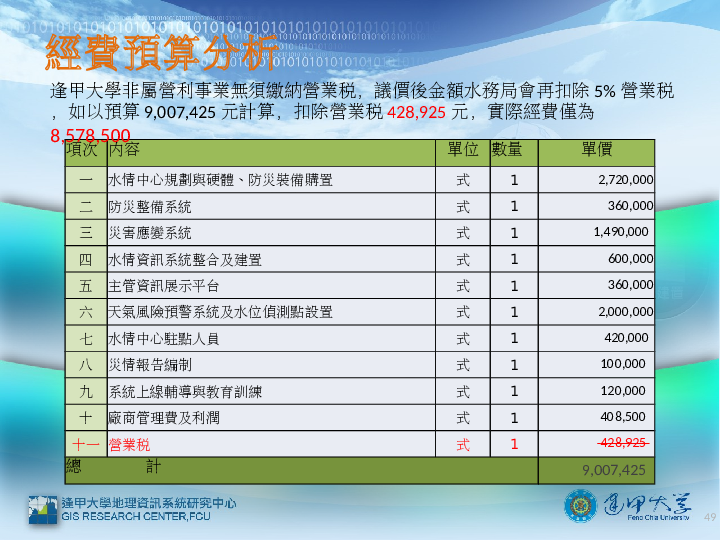 經費預算分析
逢甲大學非屬營利事業無須繳納營業稅，議價後金額水務局會再扣除 5% 營業稅
，如以預算 9,007,425 元計算，扣除營業稅 428,925 元，實際經費僅為
8,578,500
項次 內容 單位 數量 單價
一 水情中心規劃與硬體、防災裝備購置 式 1 2,720,000
二 防災整備系統 式 1 360,000
三 災害應變系統 式 1 1,490,000
四 水情資訊系統整合及建置 式 1 600,000
五 主管資訊展示平台 式 1 360,000
六 天氣風險預警系統及水位偵測點設置 式 1 2,000,000
七 水情中心駐點人員 式 1 420,000
八 災情報告編制 式 1 100,000
九 系統上線輔導與教育訓練 式 1 120,000
十 廠商管理費及利潤 式 1 408,500
十一 營業稅 式 1 428,925
總 計 9,007,425
逢甲大學地理資訊系統研究中心
GIS RESEARCH CENTER,FCU
逢甲大學
Feng Chia University
49